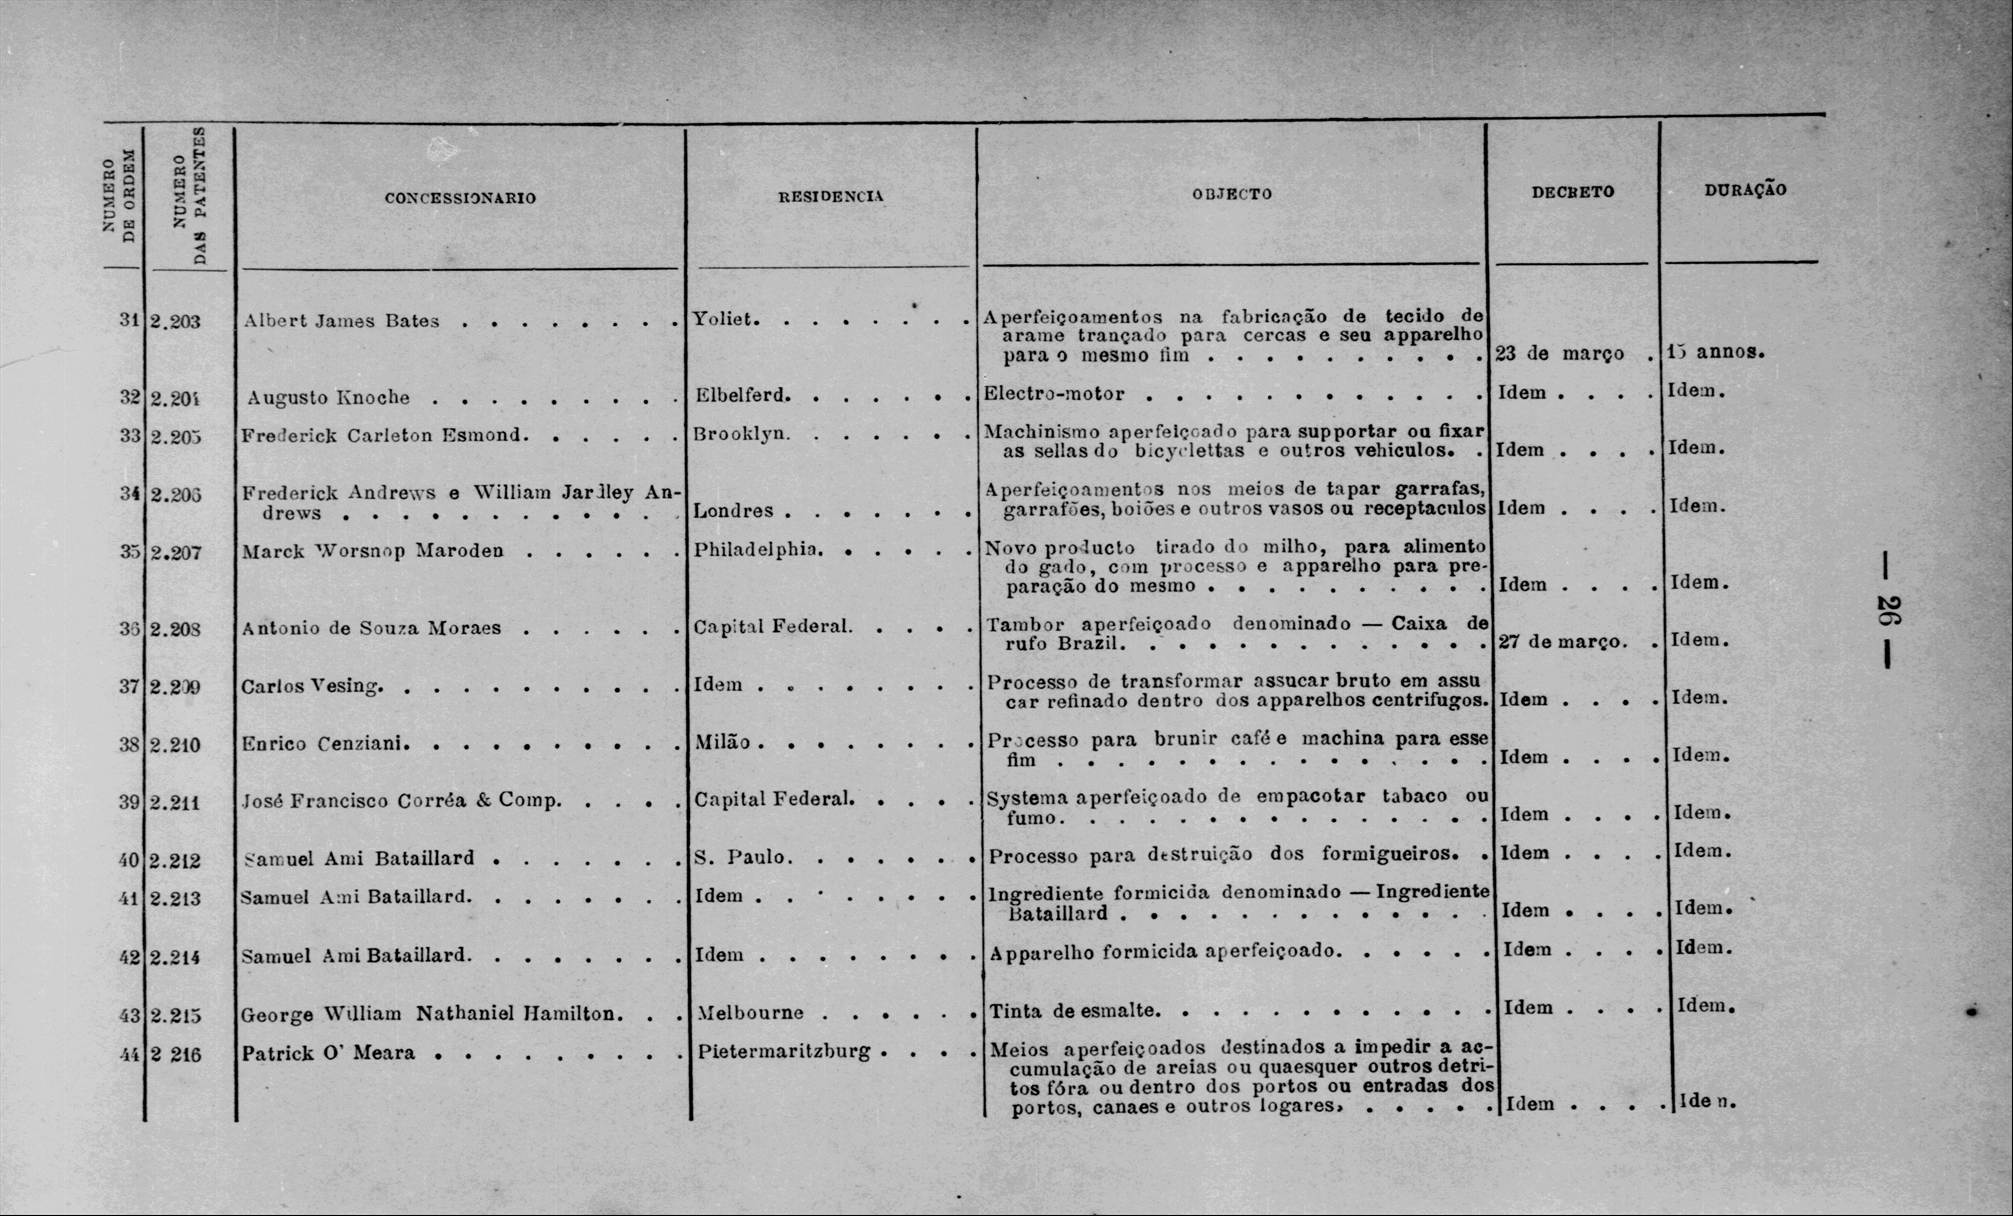 NUMERO DE ORDEM | NUMERO DAS PATENTES | CONCESSIONARIO | RESIDENCIA | OBJECTO | DECRETO | DURAÇÃO
31 | 2.203 | Albert James Bates . . . . . . . . | Yoliet. . . . . . . . | Aperfeiçoamentos na fabricação de tecido de
arame trançado para cercas e seu apparelho
para o mesmo fim . . . . . . . . . . | 23 de março . | 15 annos.
32 | 2.204 | Augusto Knoche . . . . . . . . . | Elbelferd. . . . . . . | Electro-motor . . . . . . . . . . . . | Idem . . . . | Idem.
33 | 2.205 | Frederick Carleton Esmond. . . . . . | Brooklyn. . . . . . . | Machinismo aperfeiçoado para supportar ou fixar
as sellas do bicyclettas e outros vehiculos. . | Idem . . . . | Idem.
34 | 2.206 | Frederick Andrews e William Jardley An-
drews . . . . . . . . . . . . | Londres . . . . . . . | Aperfeiçoamentos nos meios de tapar garrafas,
garrafões, boiões e outros vasos ou receptaculos | Idem . . . . | Idem.
35 | 2.207 | Marck Worsnop Maroden . . . . . . | Philadelphia. . . . . . | Novo producto tirado do milho, para alimento
do gado, com processo e apparelho para pre-
paração do mesmo . . . . . . . . . . | Idem . . . . | Idem.
36 | 2.208 | Antonio de Souza Moraes . . . . . . | Capital Federal. . . . . | Tambor aperfeiçoado denominado — Caixa de
rufo Brazil. . . . . . . . . . . . . | 27 de março. . | Idem.
37 | 2.209 | Carlos Vesing. . . . . . . . . . . | Idem . . . . . . . . | Processo de transformar assucar bruto em assu
car refinado dentro dos apparelhos centrifugos. | Idem . . . . | Idem.
38 | 2.210 | Enrico Cenziani. . . . . . . . . . | Milão . . . . . . . . | Processo para brunir café e machina para esse
fim . . . . . . . . . . . . . . . | Idem . . . . | Idem.
39 | 2.211 | José Francisco Corréa & Comp. . . . . | Capital Federal. . . . . | Systema aperfeiçoado de empacotar tabaco ou
fumo. . . . . . . . . . . . . . . | Idem . . . . | Idem.
40 | 2.212 | Samuel Ami Bataillard . . . . . . . | S. Paulo. . . . . . . | Processo para destruição dos formigueiros. . | Idem . . . . | Idem.
41 | 2.213 | Samuel Ami Bataillard. . . . . . . . | Idem . . . . . . . . | Ingrediente formicida denominado — Ingrediente
Bataillard . . . . . . . . . . . . . | Idem . . . . | Idem.
42 | 2.214 | Samuel Ami Bataillard. . . . . . . . | Idem . . . . . . . . | Apparelho formicida aperfeiçoado. . . . . . | Idem . . . . | Idem.
43 | 2.215 | George William Nathaniel Hamilton. . . | Melbourne . . . . . . | Tinta de esmalte. . . . . . . . . . . . | Idem . . . . | Idem.
44 | 2 216 | Patrick O' Meara . . . . . . . . . | Pietermaritzburg . . . . | Meios aperfeiçoados destinados a impedir a ac-
cumulação de areias ou quaesquer outros detri-
tos fóra ou dentro dos portos ou entradas dos
portos, canaes e outros logares, . . . . . | Idem . . . . | Idem.
— 26 —